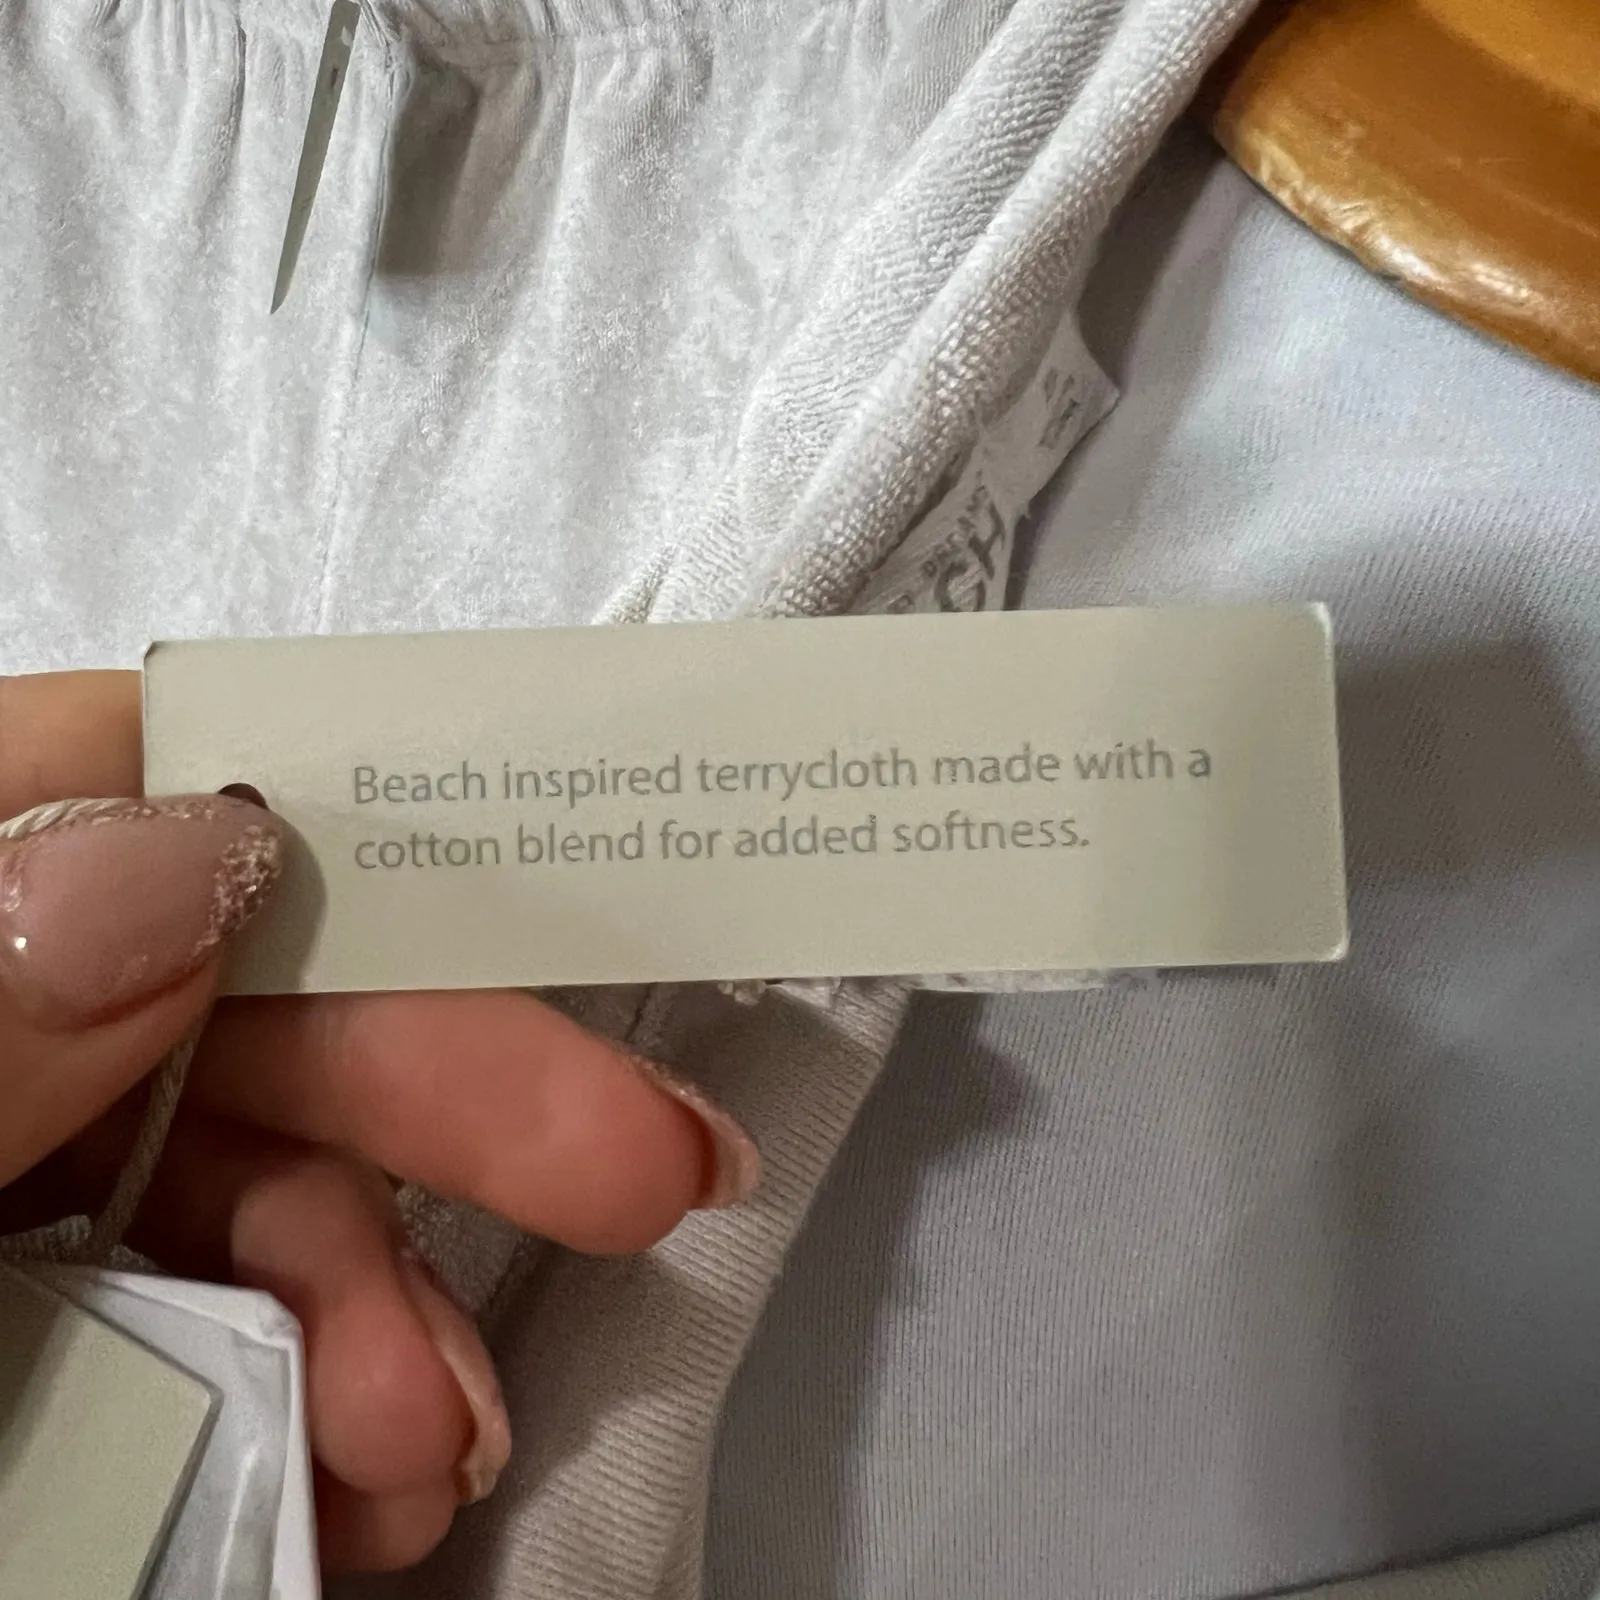 Beach inspired terrycloth made with a
cotton blend for added softness.